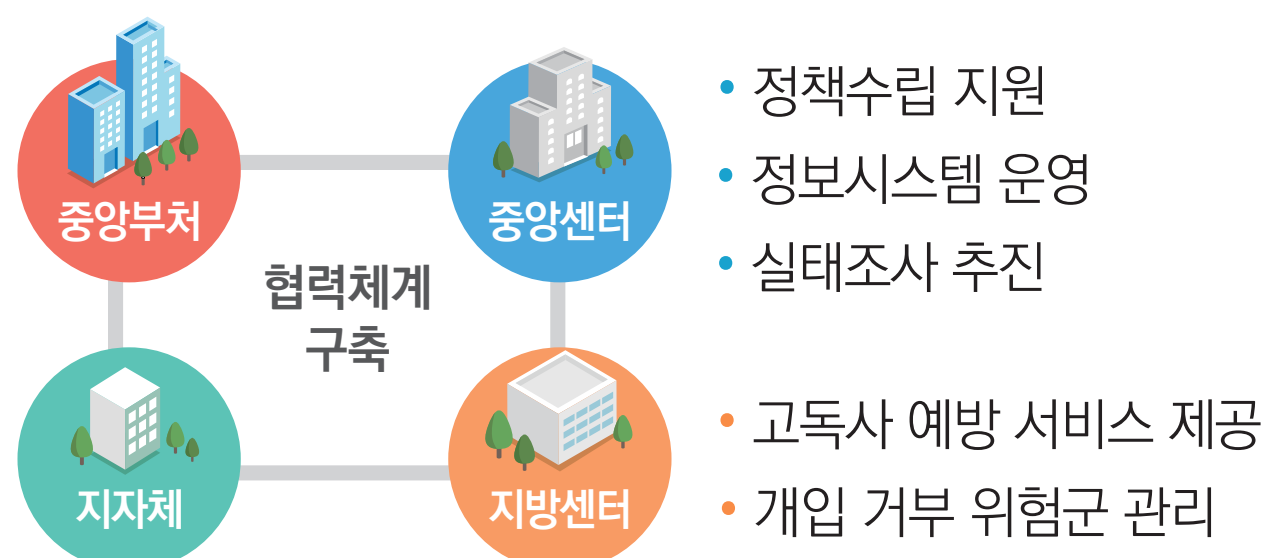 중앙부처
중앙센터
• 정책수립 지원
• 정보시스템 운영
• 실태조사 추진
협력체계
구축
지자체
지방센터
• 고독사 예방 서비스 제공
• 개입 거부 위험군 관리